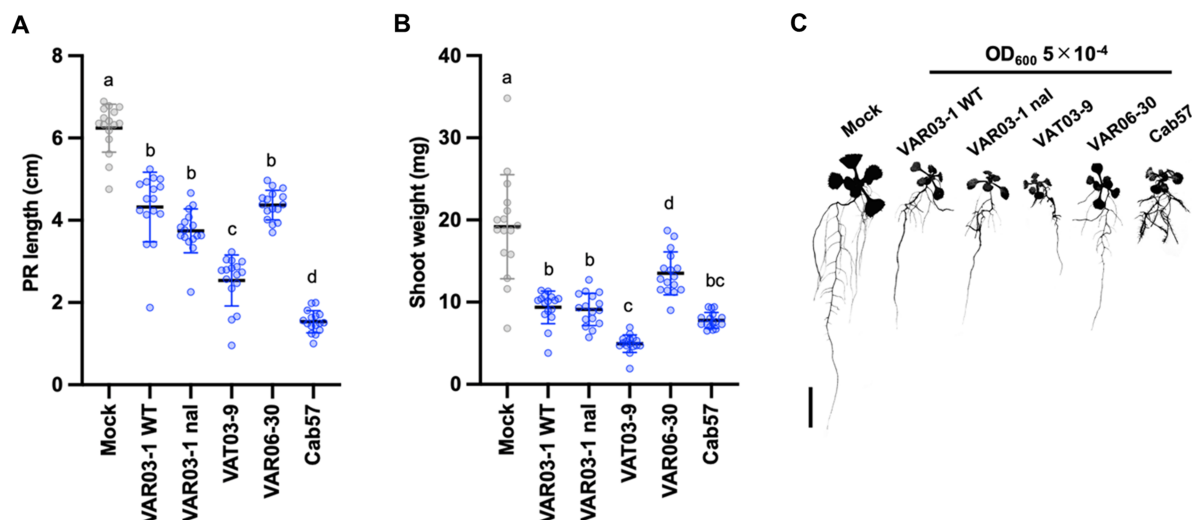 A
PR length (cm)
8
6
4
2
0
a
b
b
c
b
d
Mock
VAR03-1 WT
VAR03-1 nal
VAT03-9
VAR06-30
Cab57
B
Shoot weight (mg)
40
30
20
10
0
a
b
b
c
d
bc
Mock
VAR03-1 WT
VAR03-1 nal
VAT03-9
VAR06-30
Cab57
C
OD₆₀₀ 5×10⁻⁴
Mock
VAR03-1 WT
VAR03-1 nal
VAT03-9
VAR06-30
Cab57